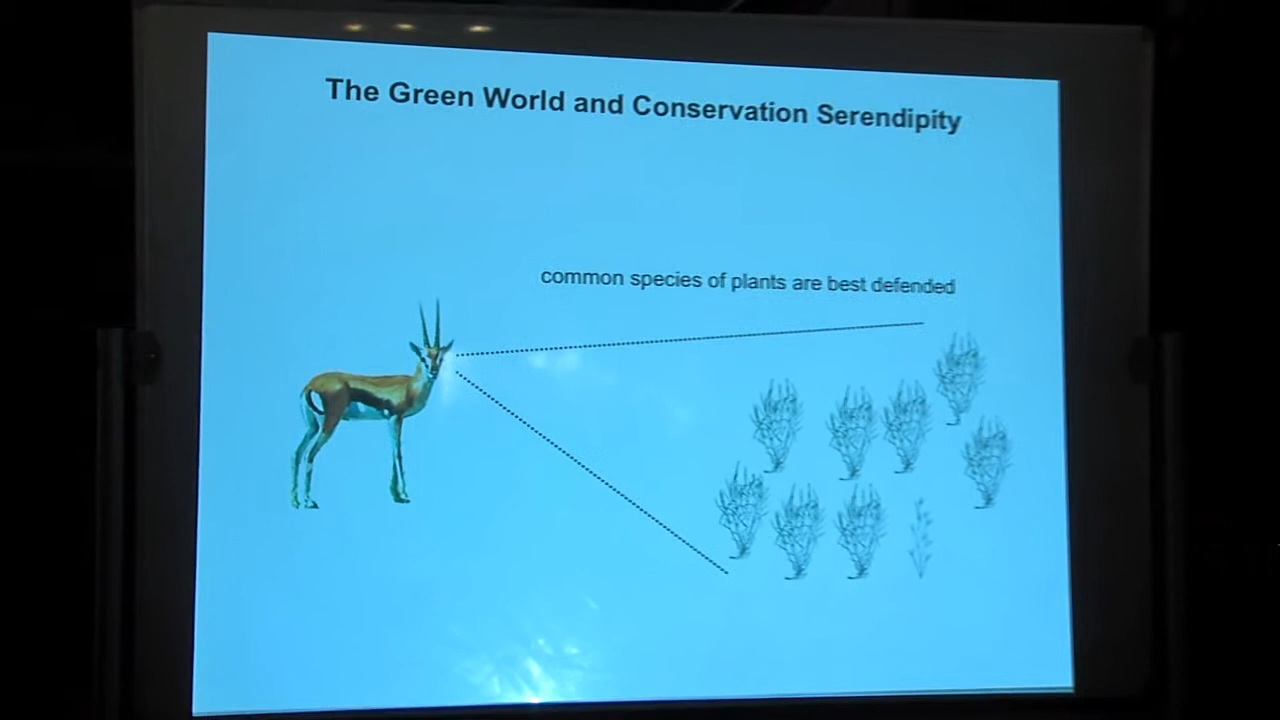 The Green World and Conservation Serendipity
common species of plants are best defended